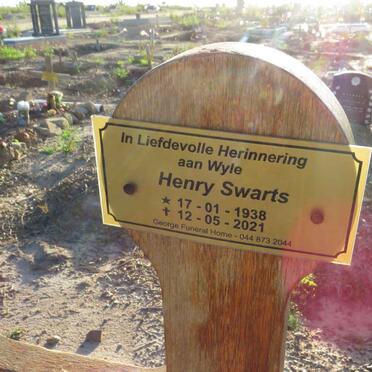 In Liefdevolle Herinnering
aan Wyle
Henry Swarts
★ 17 - 01 - 1938
✝ 12 - 05 - 2021
George Funeral Home - 044 873 2044